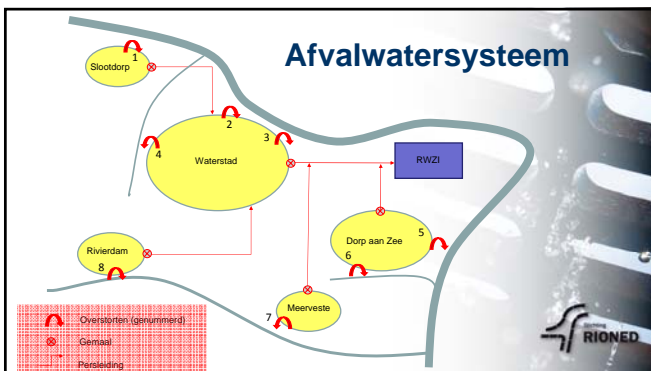 Afvalwatersysteem
1
Slootdorp
2
3
4
Waterstad
RWZI
Rivierdam
8
5
Dorp aan Zee
6
Meerveste
7
Overstorten (genummerd)
Gemaal
Persleiding
Stichting
RIONED